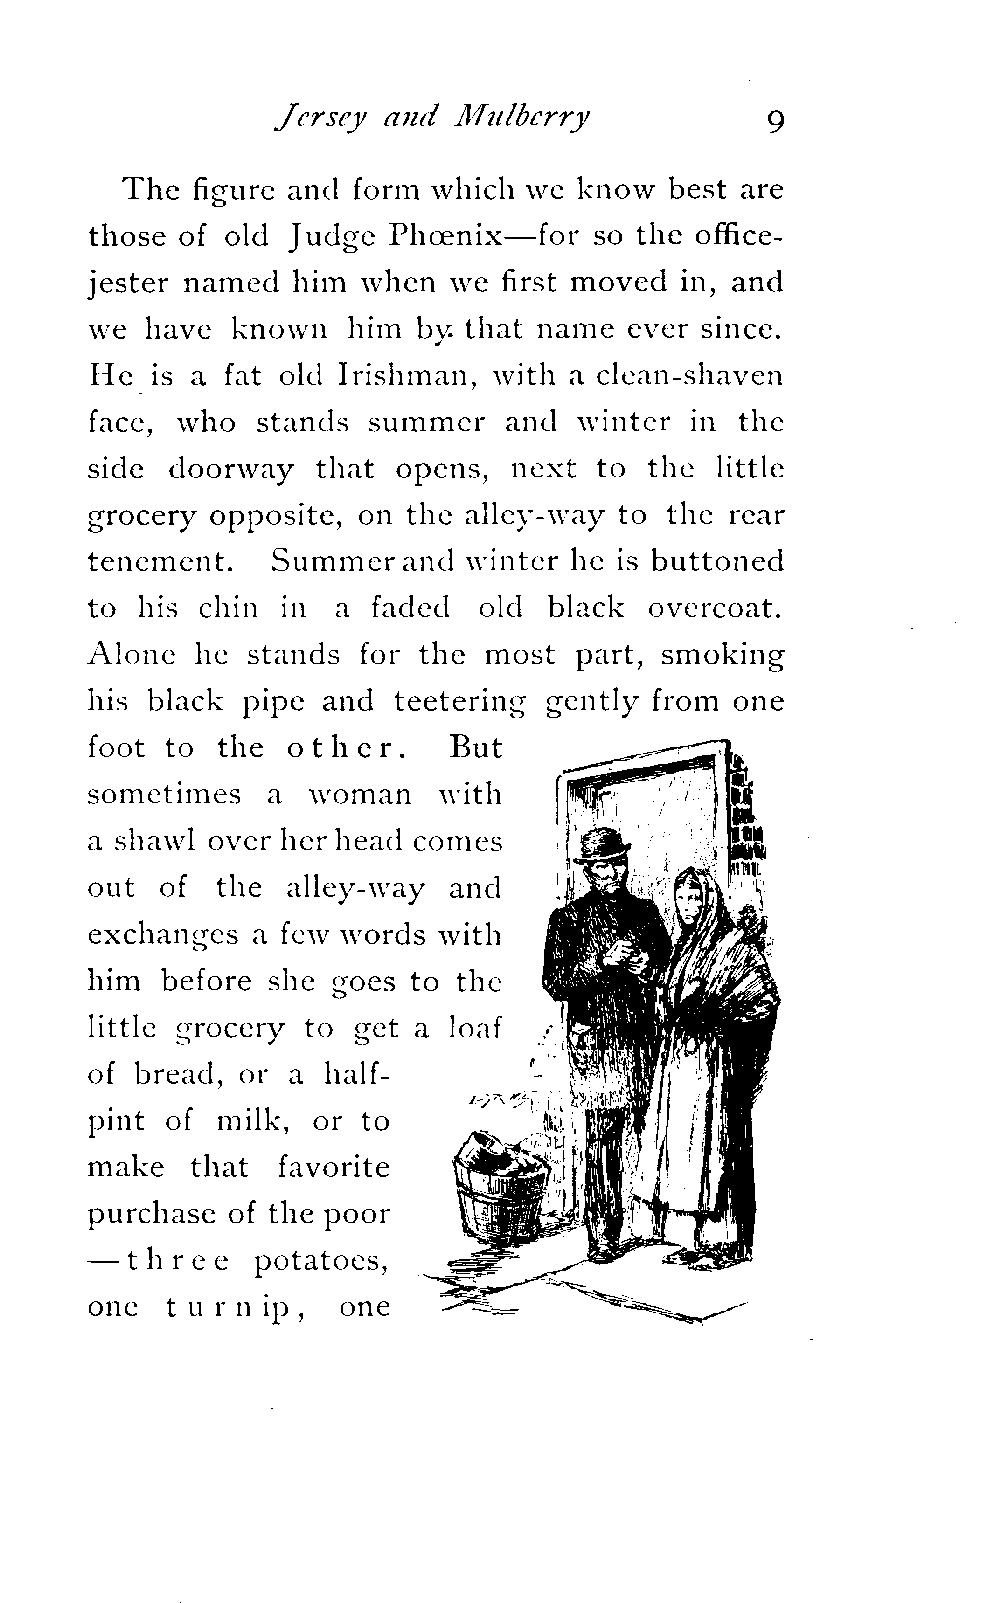 Jersey and Mulberry 9
The figure and form which we know best are
those of old Judge Phœnix—for so the office-
jester named him when we first moved in, and
we have known him by that name ever since.
He is a fat old Irishman, with a clean-shaven
face, who stands summer and winter in the
side doorway that opens, next to the little
grocery opposite, on the alley-way to the rear
tenement. Summer and winter he is buttoned
to his chin in a faded old black overcoat.
Alone he stands for the most part, smoking
his black pipe and teetering gently from one
foot to the other. But
sometimes a woman with
a shawl over her head comes
out of the alley-way and
exchanges a few words with
him before she goes to the
little grocery to get a loaf
of bread, or a half-
pint of milk, or to
make that favorite
purchase of the poor
—three potatoes,
one turnip, one